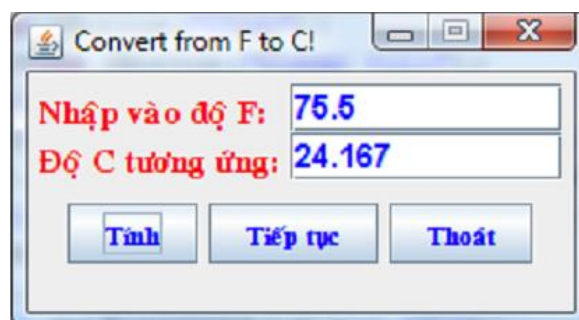 Convert from F to C!
Nhập vào độ F: 75.5
Độ C tương ứng: 24.167
Tính Tiếp tục Thoát